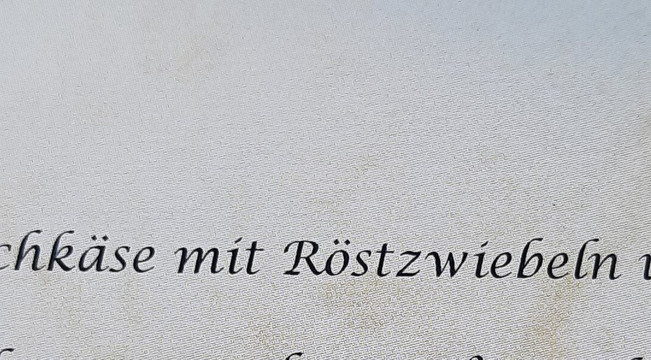 chkäse mit Röstzwiebeln